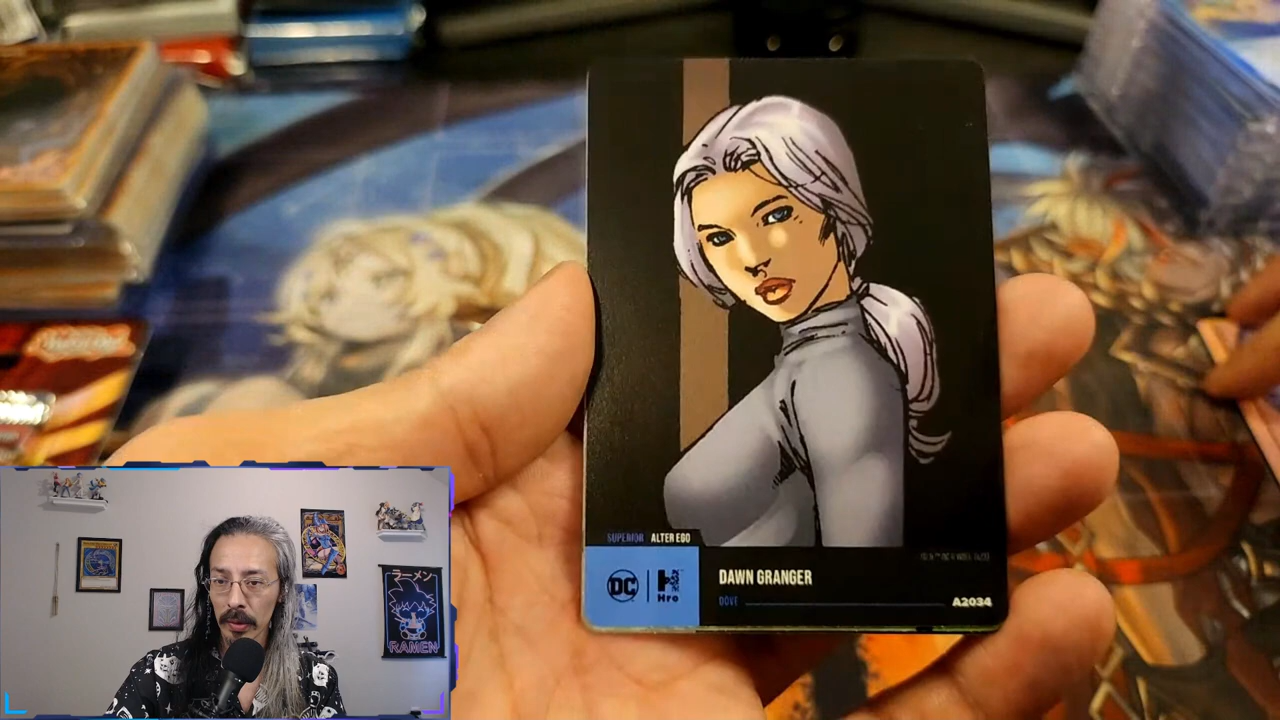 SUPERIOR ALTER EGO
DC
Hro
DAWN GRANGER
DOVE
A2034
ラーメン
RAMEN